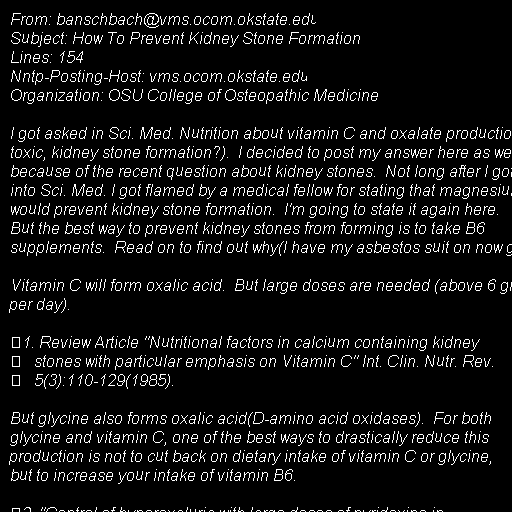 From: banschbach@vms.ocom.okstate.edu
Subject: How To Prevent Kidney Stone Formation
Lines: 154
Nntp-Posting-Host: vms.ocom.okstate.edu
Organization: OSU College of Osteopathic Medicine

I got asked in Sci. Med. Nutrition about vitamin C and oxalate productio
toxic, kidney stone formation?).  I decided to post my answer here as we
because of the recent question about kidney stones.  Not long after I got
into Sci. Med. I got flamed by a medical fellow for stating that magnesiu
would prevent kidney stone formation.  I'm going to state it again here.
But the best way to prevent kidney stones from forming is to take B6
supplements.  Read on to find out why(I have my asbestos suit on now g

Vitamin C will form oxalic acid.  But large doses are needed (above 6 gr
per day).

1. Review Article "Nutritional factors in calcium containing kidney
stones with particular emphasis on Vitamin C" Int. Clin. Nutr. Rev.
5(3):110-129(1985).

But glycine also forms oxalic acid(D-amino acid oxidases).  For both
glycine and vitamin C, one of the best ways to drastically reduce this
production is not to cut back on dietary intake of vitamin C or glycine,
but to increase your intake of vitamin B6.

2. "Control of hyperoxaluria with large doses of pyridoxine in